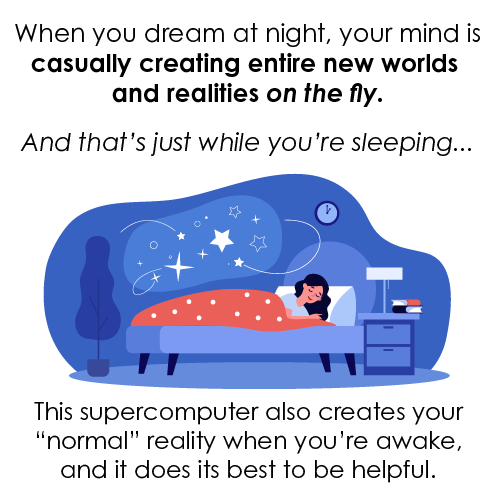 When you dream at night, your mind is
casually creating entire new worlds
and realities on the fly.
And that's just while you're sleeping...
This supercomputer also creates your
“normal” reality when you're awake,
and it does its best to be helpful.